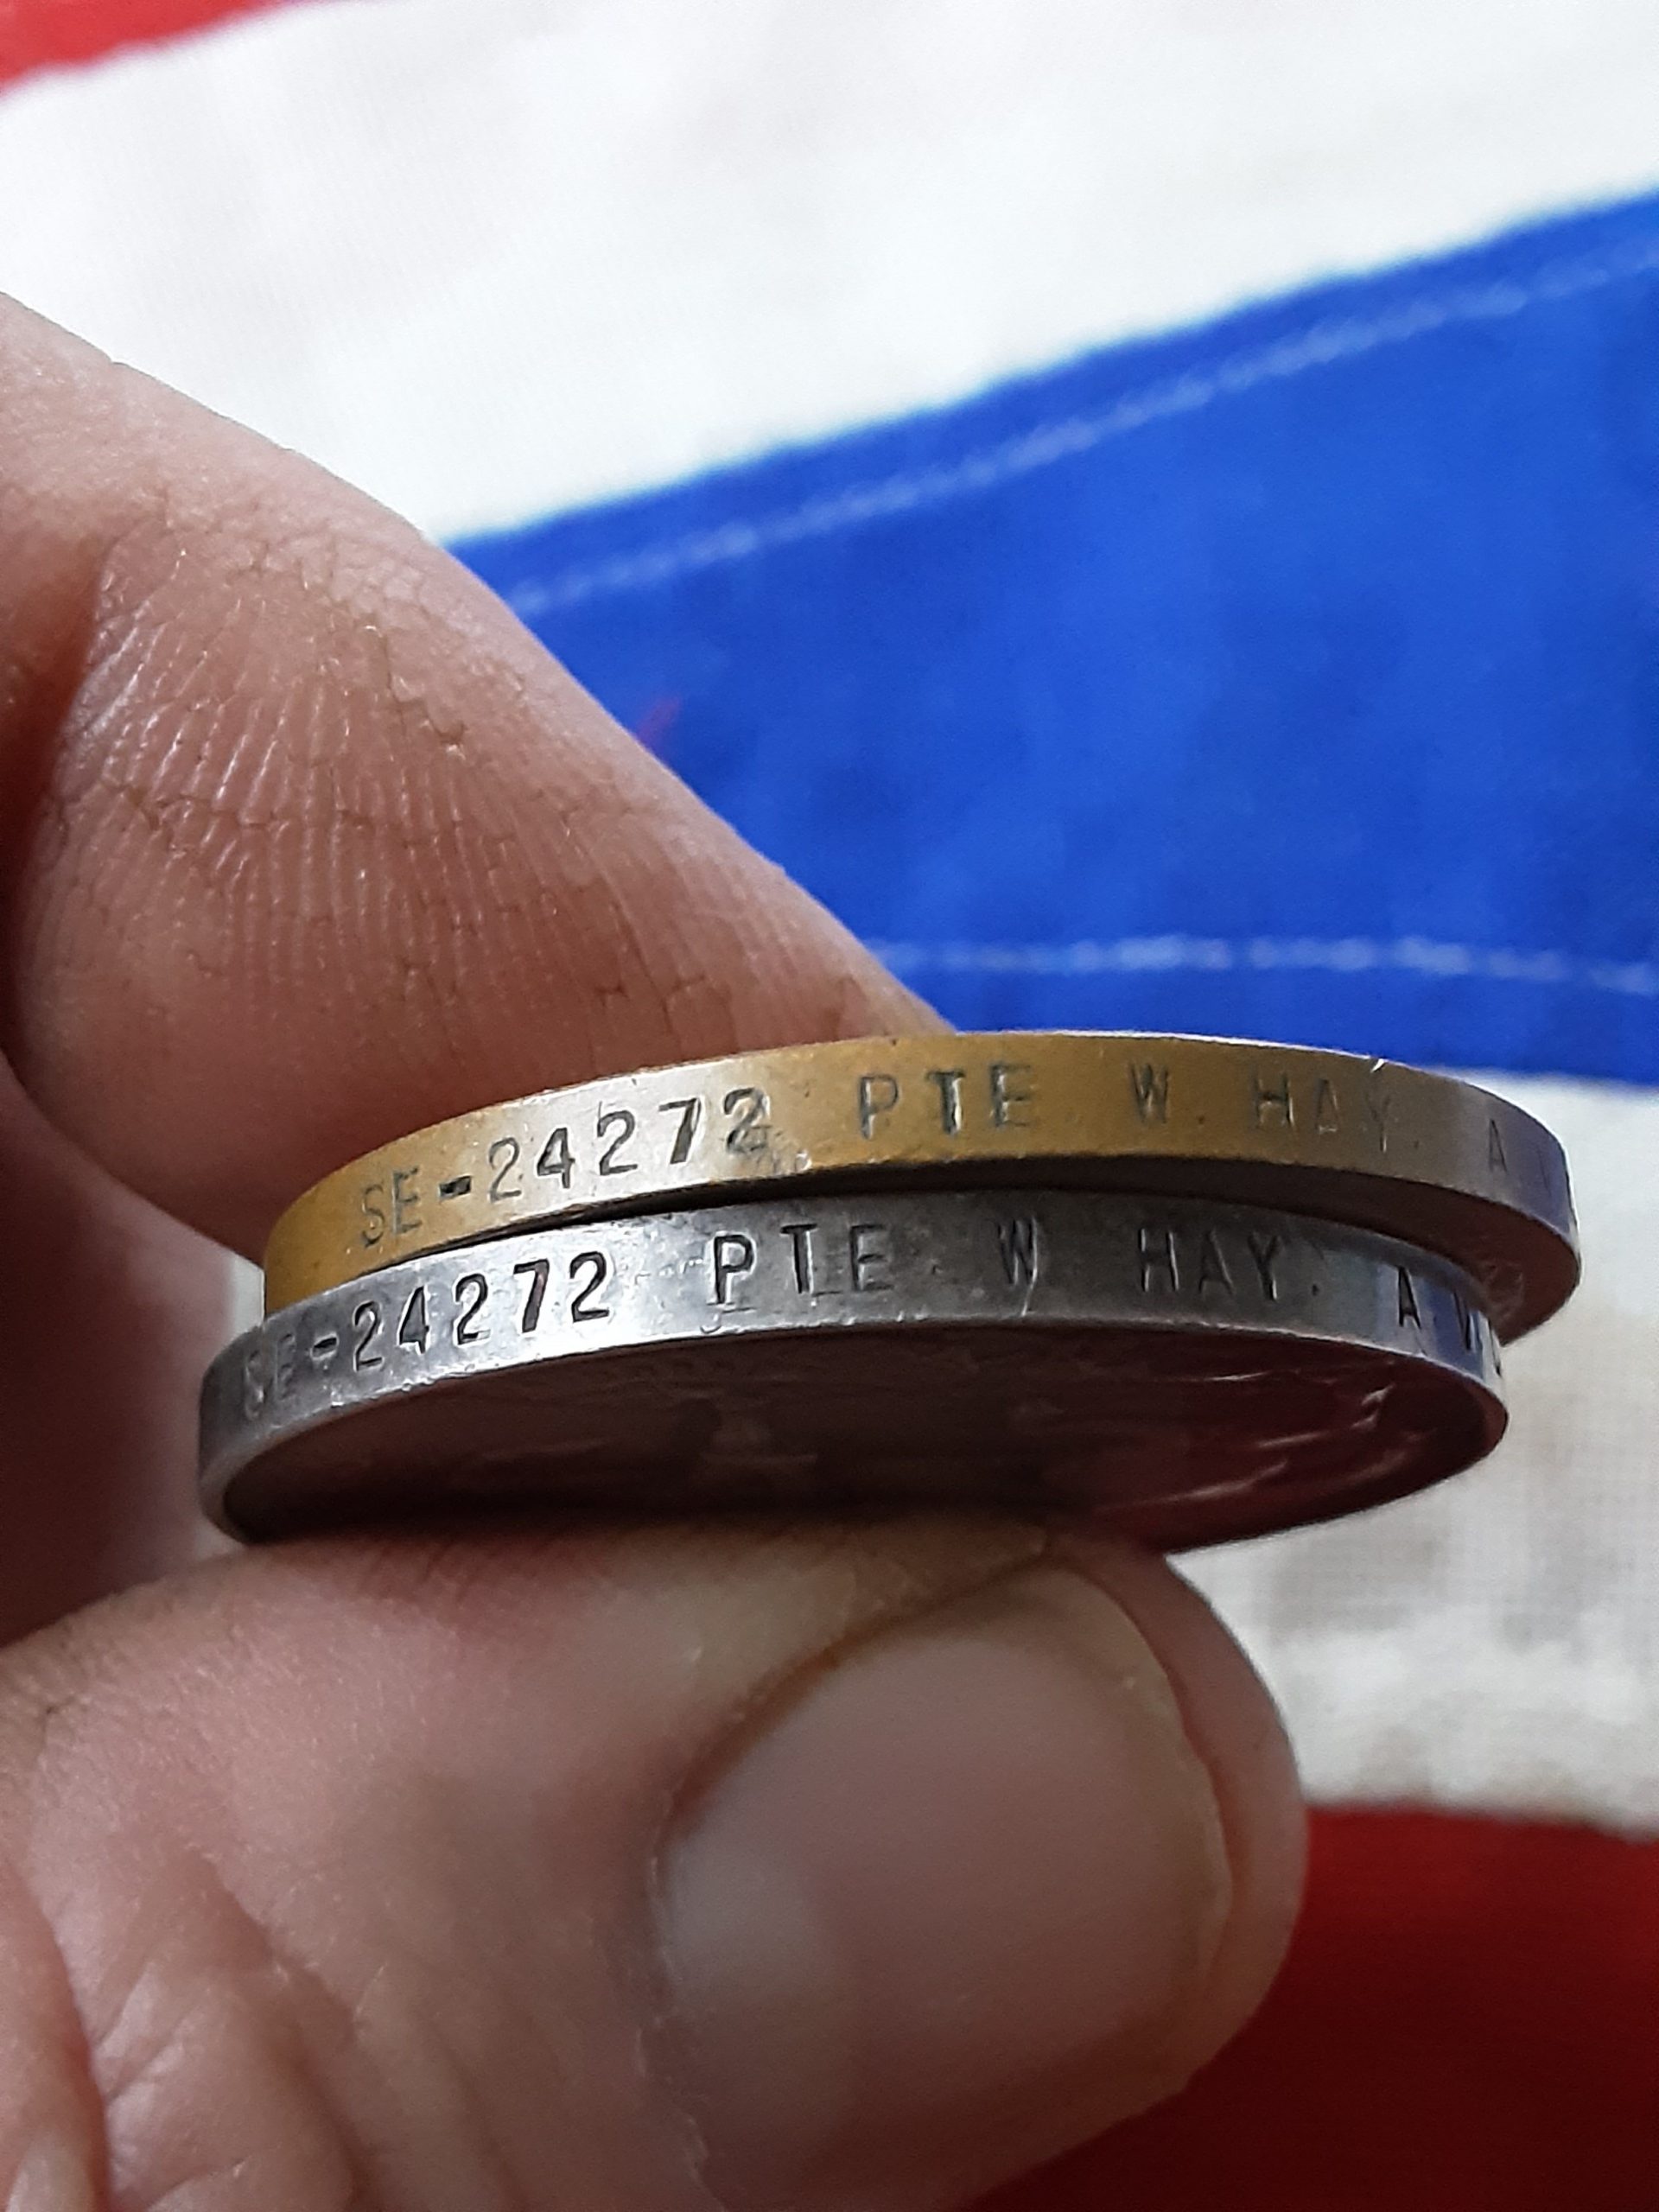 SE-24272 PTE W. HAY. A V
SE-24272 PTE W. HAY. A V